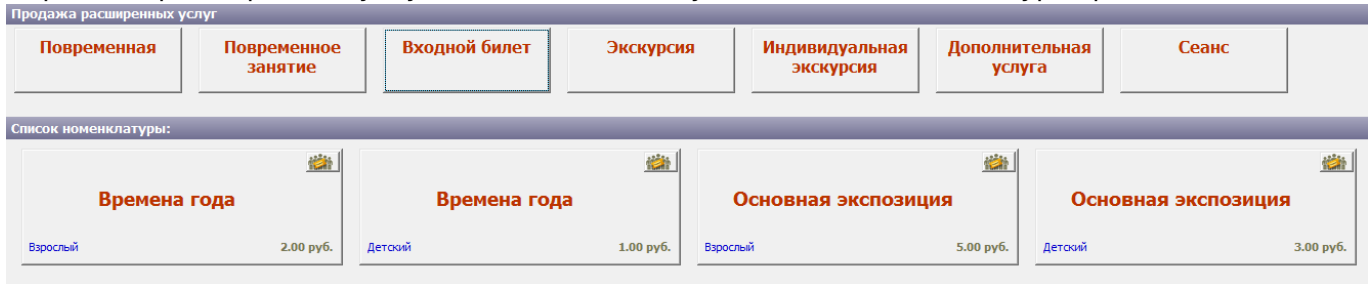 Продажа расширенных услуг
Повременная
Повременное
занятие
Входной билет
Экскурсия
Индивидуальная
экскурсия
Дополнительная
услуга
Сеанс
Список номенклатуры:
Времена года
Взрослый 2.00 руб.
Времена года
Детский 1.00 руб.
Основная экспозиция
Взрослый 5.00 руб.
Основная экспозиция
Детский 3.00 руб.